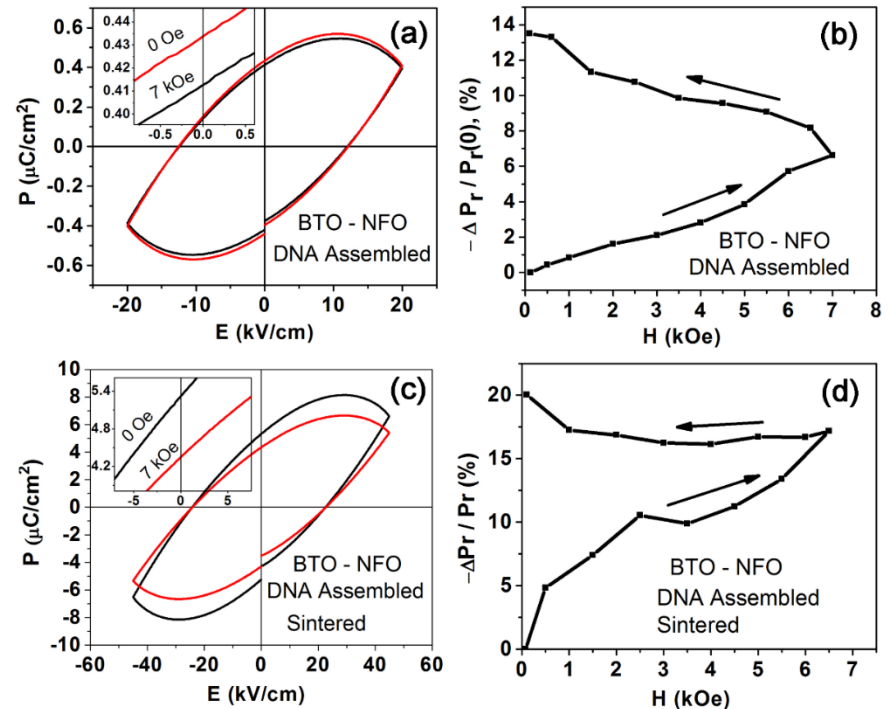 (a)
0 Oe
7 kOe
0.44
0.43
0.42
0.41
0.40
-0.5 0.0 0.5
0.6
0.4
0.2
0.0
-0.2
-0.4
-0.6
P (μC/cm²)
BTO - NFO
DNA Assembled
-20 -10 0 10 20
E (kV/cm)
(b)
14
12
10
8
6
4
2
0
− Δ Pr / Pr(0), (%)
BTO - NFO
DNA Assembled
0 1 2 3 4 5 6 7 8
H (kOe)
(c)
0 Oe
7 kOe
5.4
4.8
4.2
-5 0 5
10
8
6
4
2
0
-2
-4
-6
-8
-10
P (μC/cm²)
BTO - NFO
DNA Assembled
Sintered
-60 -40 -20 0 20 40 60
E (kV/cm)
(d)
20
15
10
5
0
−ΔPr / Pr (%)
BTO - NFO
DNA Assembled
Sintered
0 1 2 3 4 5 6 7
H (kOe)